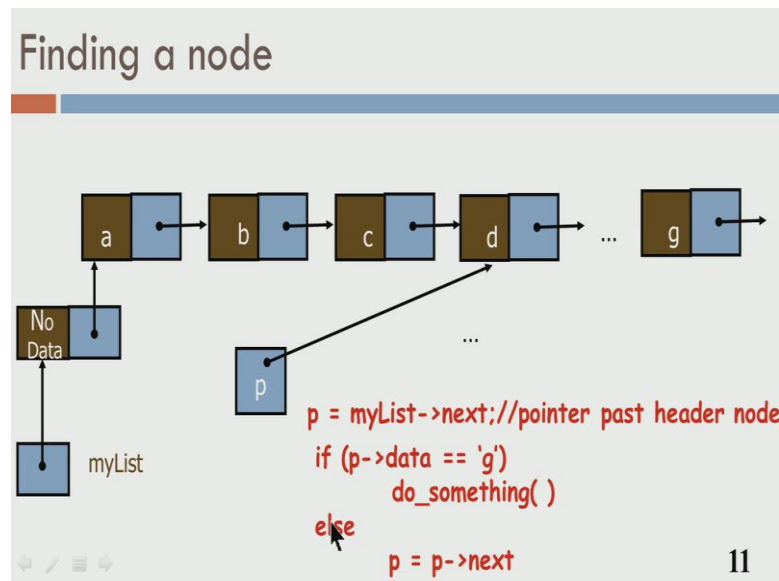 Finding a node
a
b
c
d
...
g
No
Data
...
p
myList
p = myList->next;//pointer past header node
if (p->data == ‘g’)
do_something( )
else
p = p->next
11